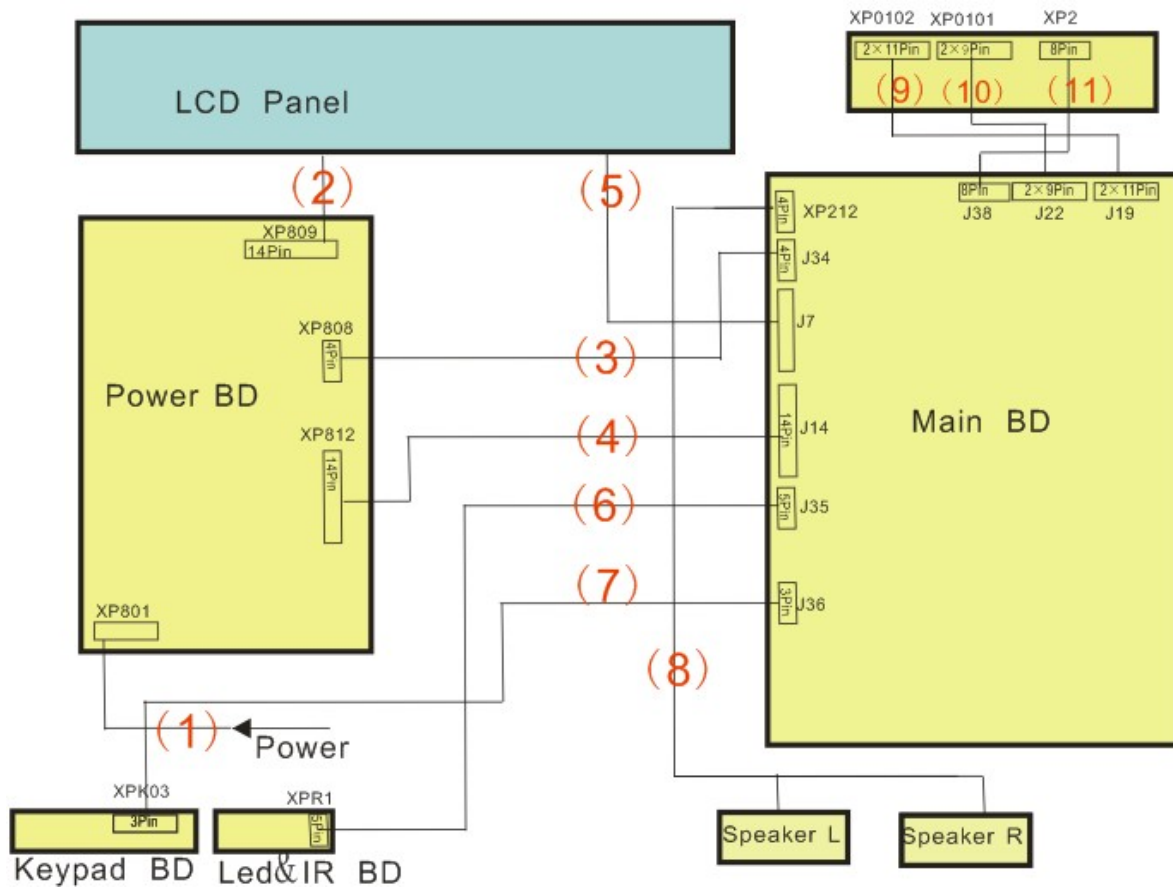 XP0102 XP0101 XP2
2×11Pin 2×9Pin 8Pin
(9) (10) (11)
LCD Panel
(2) (5)
8Pin 2×9Pin 2×11Pin
J38 J22 J19
4Pin XP212
XP809
14Pin
4Pin J34
J7
XP808
4Pin
(3)
Power BD
Main BD
XP812
14Pin
(4)
14Pin J14
(6)
5Pin J35
(7)
3Pin J36
XP801
(8)
(1)
Power
XPK03
3Pin
XPR1
5Pin
Keypad BD
Led&IR BD
Speaker L
Speaker R